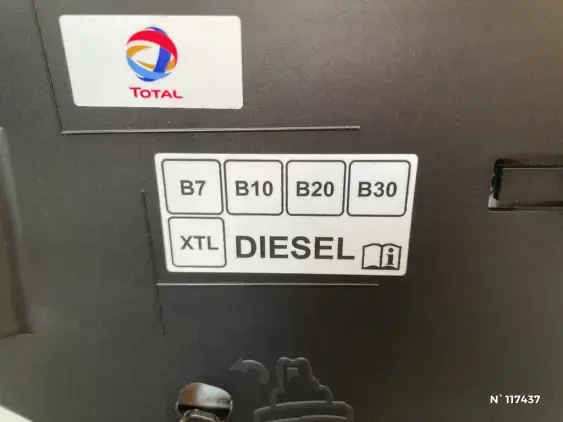 TOTAL
B7 B10 B20 B30
XTL DIESEL
N° 117437